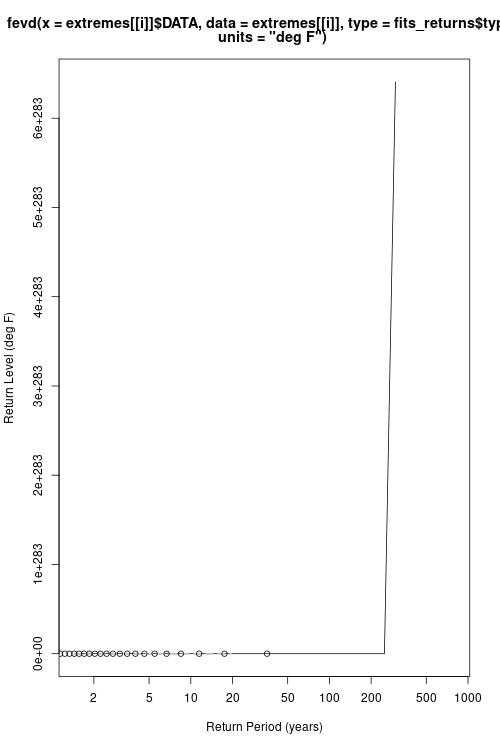 fevd(x = extremes[[i]]$DATA, data = extremes[[i]], type = fits_returns$typ
units = "deg F")
Return Level (deg F)
6e+283
5e+283
4e+283
3e+283
2e+283
1e+283
0e+00
2 5 10 20 50 100 200 500 1000
Return Period (years)